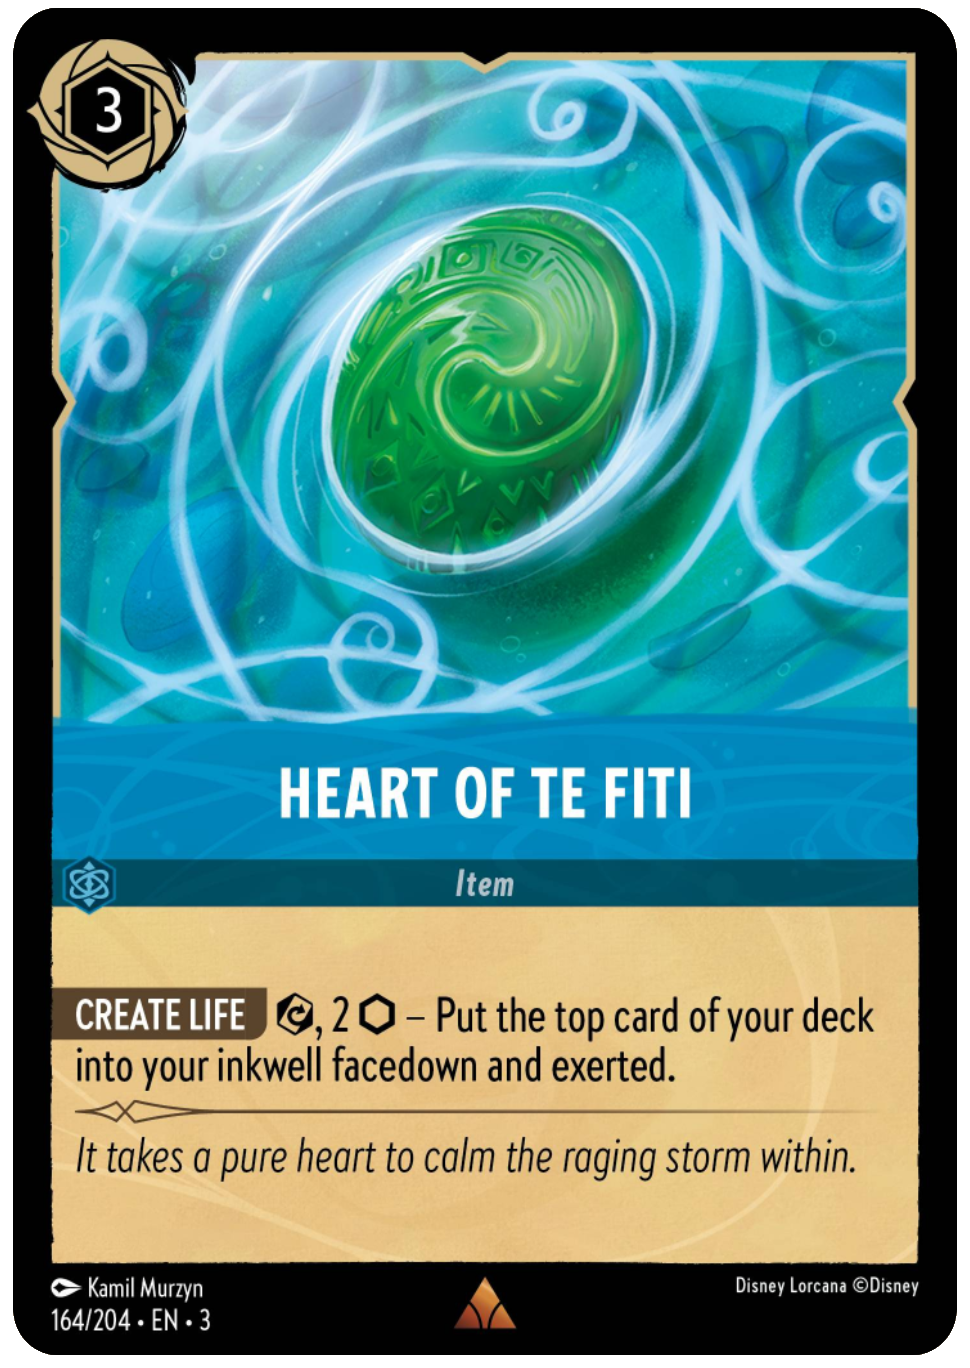 3
HEART OF TE FITI
Item
CREATE LIFE , 2 – Put the top card of your deck
into your inkwell facedown and exerted.
It takes a pure heart to calm the raging storm within.
Kamil Murzyn
Disney Lorcana ©Disney
164/204 • EN • 3